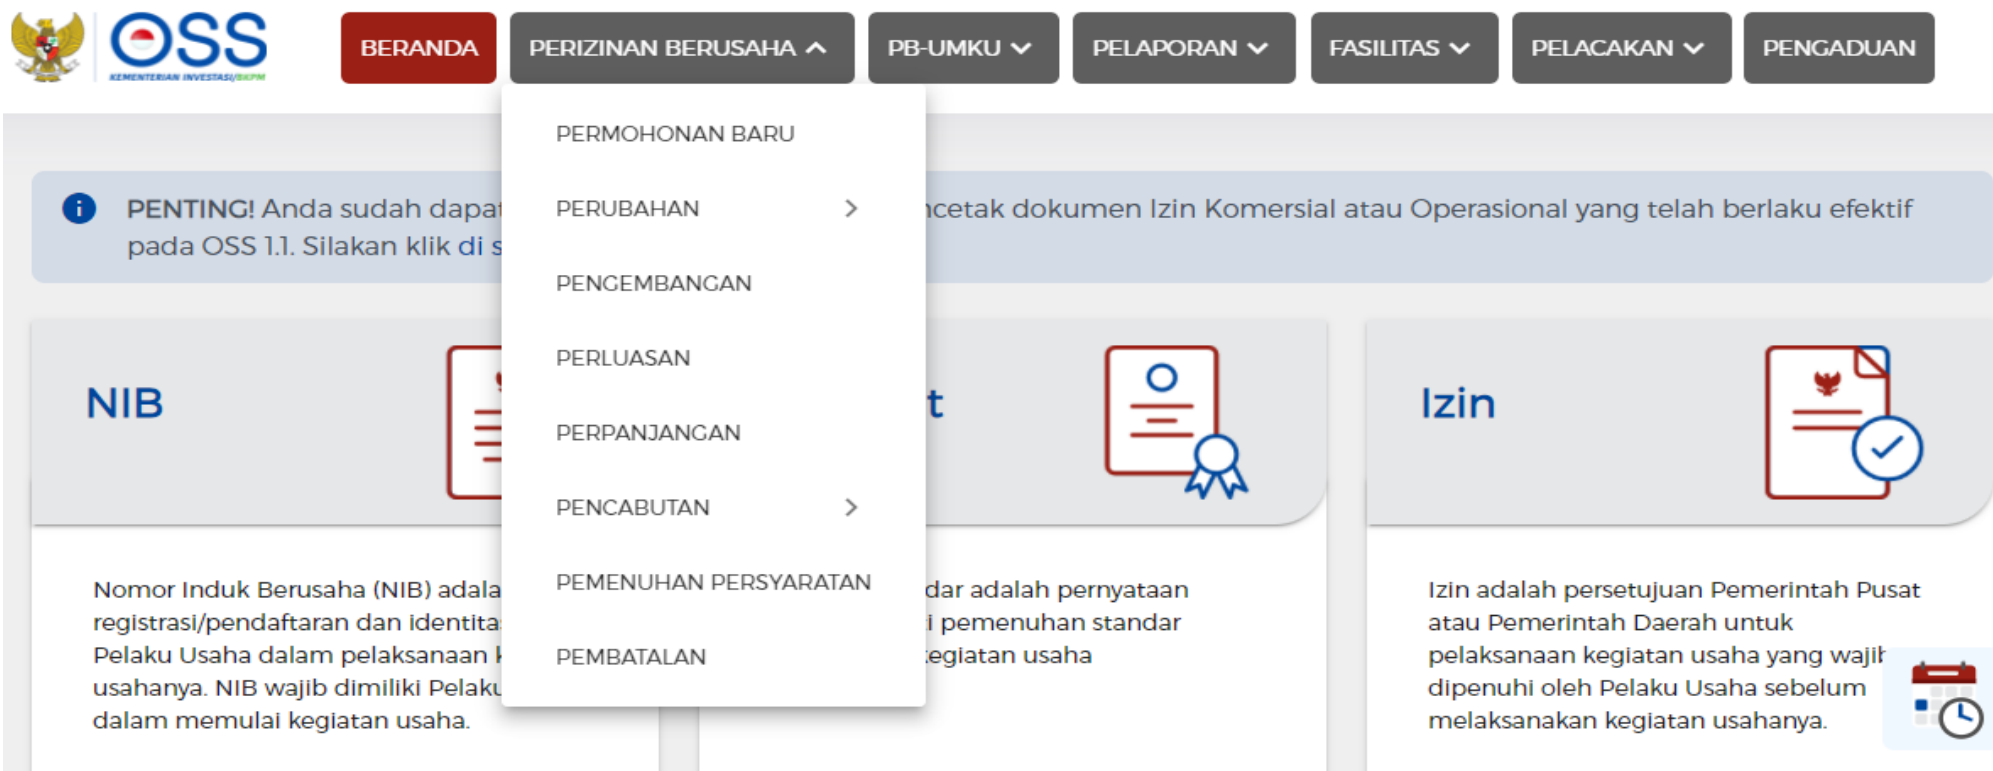 OSS
KEMENTERIAN INVESTASI/BKPM
BERANDA
PERIZINAN BERUSAHA
PB-UMKU
PELAPORAN
FASILITAS
PELACAKAN
PENGADUAN
PERMOHONAN BARU
PERUBAHAN
PENGEMBANGAN
PERLUASAN
PERPANJANGAN
PENCABUTAN
PEMENUHAN PERSYARATAN
PEMBATALAN
PENTING! Anda sudah dapat ncetak dokumen Izin Komersial atau Operasional yang telah berlaku efektif
pada OSS 1.1. Silakan klik di s
NIB
Nomor Induk Berusaha (NIB) adala
registrasi/pendaftaran dan identita
Pelaku Usaha dalam pelaksanaan k
usahanya. NIB wajib dimiliki Pelaku
dalam memulai kegiatan usaha.
t
dar adalah pernyataan
i pemenuhan standar
kegiatan usaha
Izin
Izin adalah persetujuan Pemerintah Pusat
atau Pemerintah Daerah untuk
pelaksanaan kegiatan usaha yang wajib
dipenuhi oleh Pelaku Usaha sebelum
melaksanakan kegiatan usahanya.